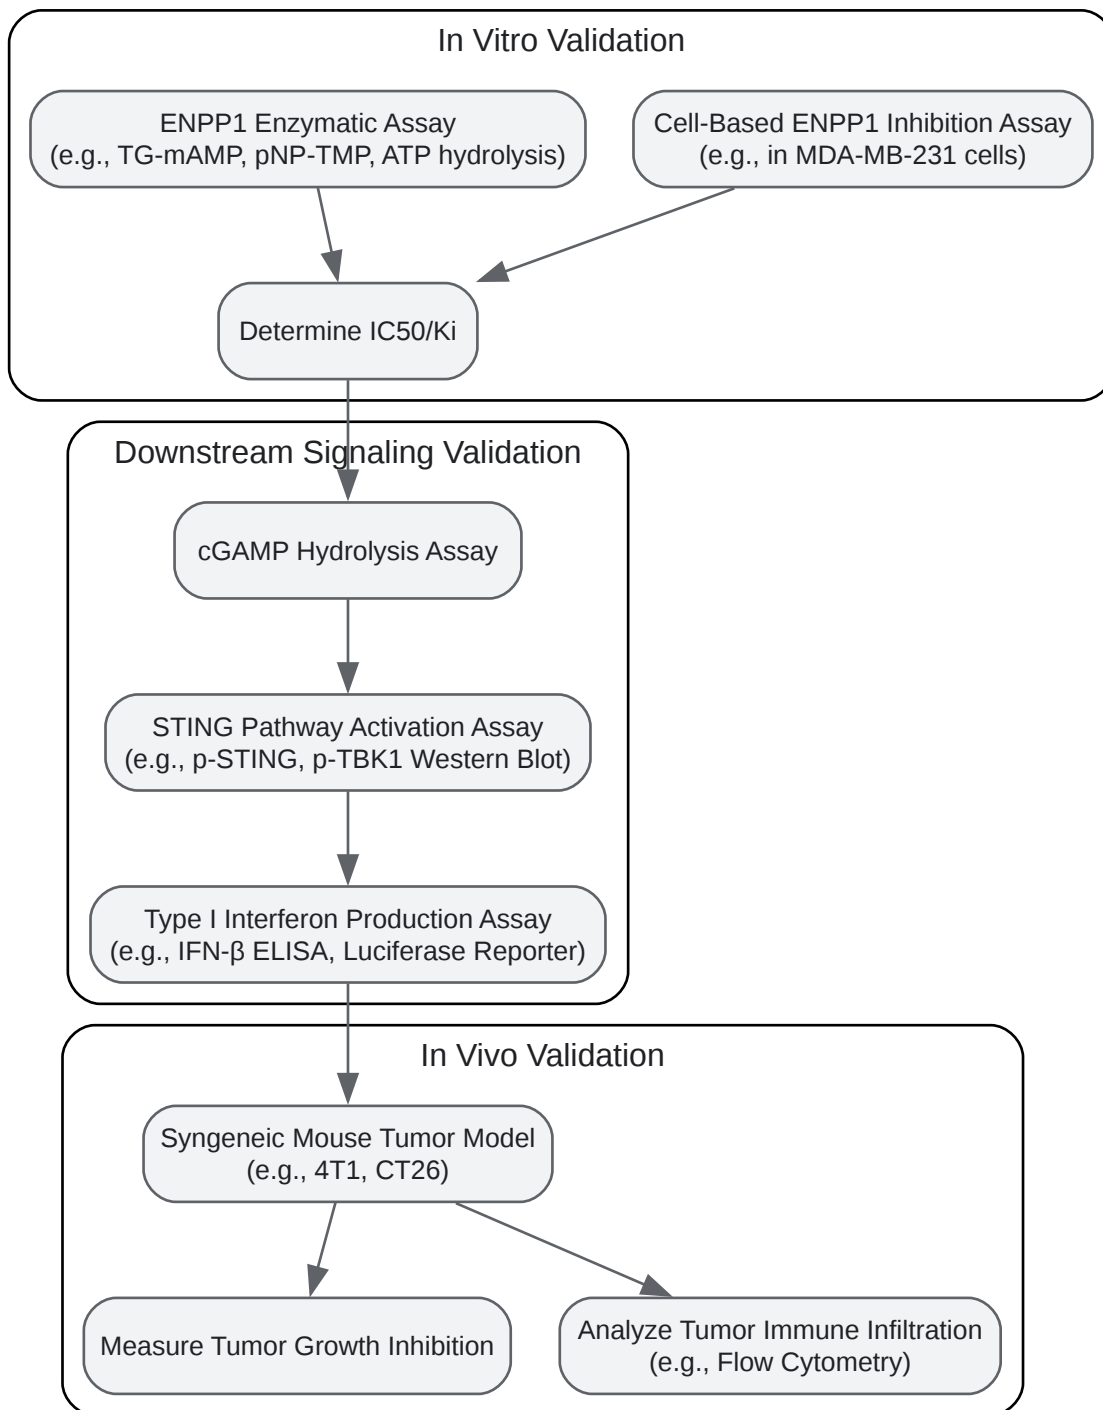 In Vitro Validation
ENPP1 Enzymatic Assay
(e.g., TG-mAMP, pNP-TMP, ATP hydrolysis)
Cell-Based ENPP1 Inhibition Assay
(e.g., in MDA-MB-231 cells)
Determine IC50/Ki
Downstream Signaling Validation
cGAMP Hydrolysis Assay
STING Pathway Activation Assay
(e.g., p-STING, p-TBK1 Western Blot)
Type I Interferon Production Assay
(e.g., IFN-β ELISA, Luciferase Reporter)
In Vivo Validation
Syngeneic Mouse Tumor Model
(e.g., 4T1, CT26)
Measure Tumor Growth Inhibition
Analyze Tumor Immune Infiltration
(e.g., Flow Cytometry)